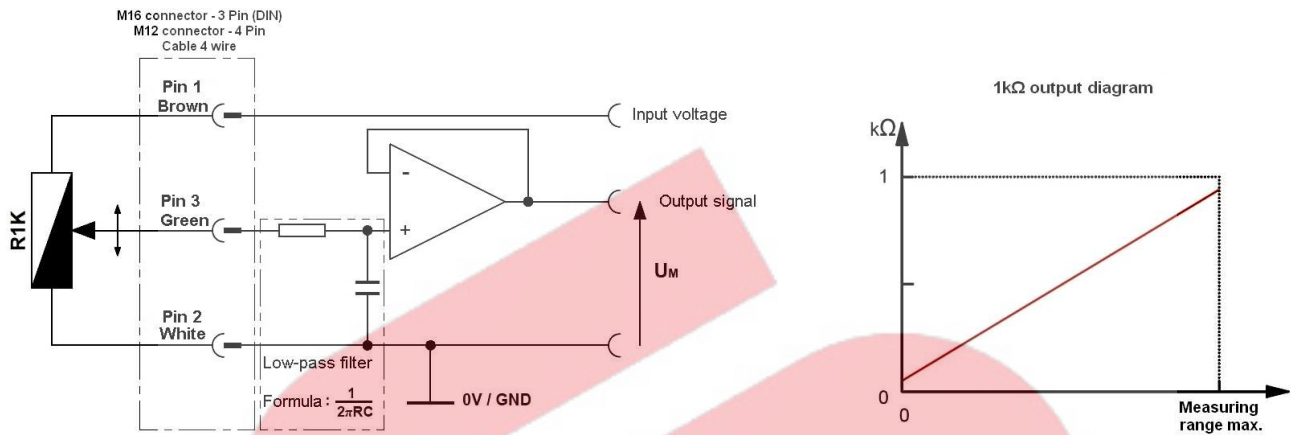 M16 connector - 3 Pin (DIN)
M12 connector - 4 Pin
Cable 4 wire
Pin 1
Brown
Input voltage
R1K
Pin 3
Green
-
+
Output signal
UM
Pin 2
White
Low-pass filter
Formula : 1
2πRC
0V / GND
1kΩ output diagram
kΩ
1
0
0
Measuring
range max.